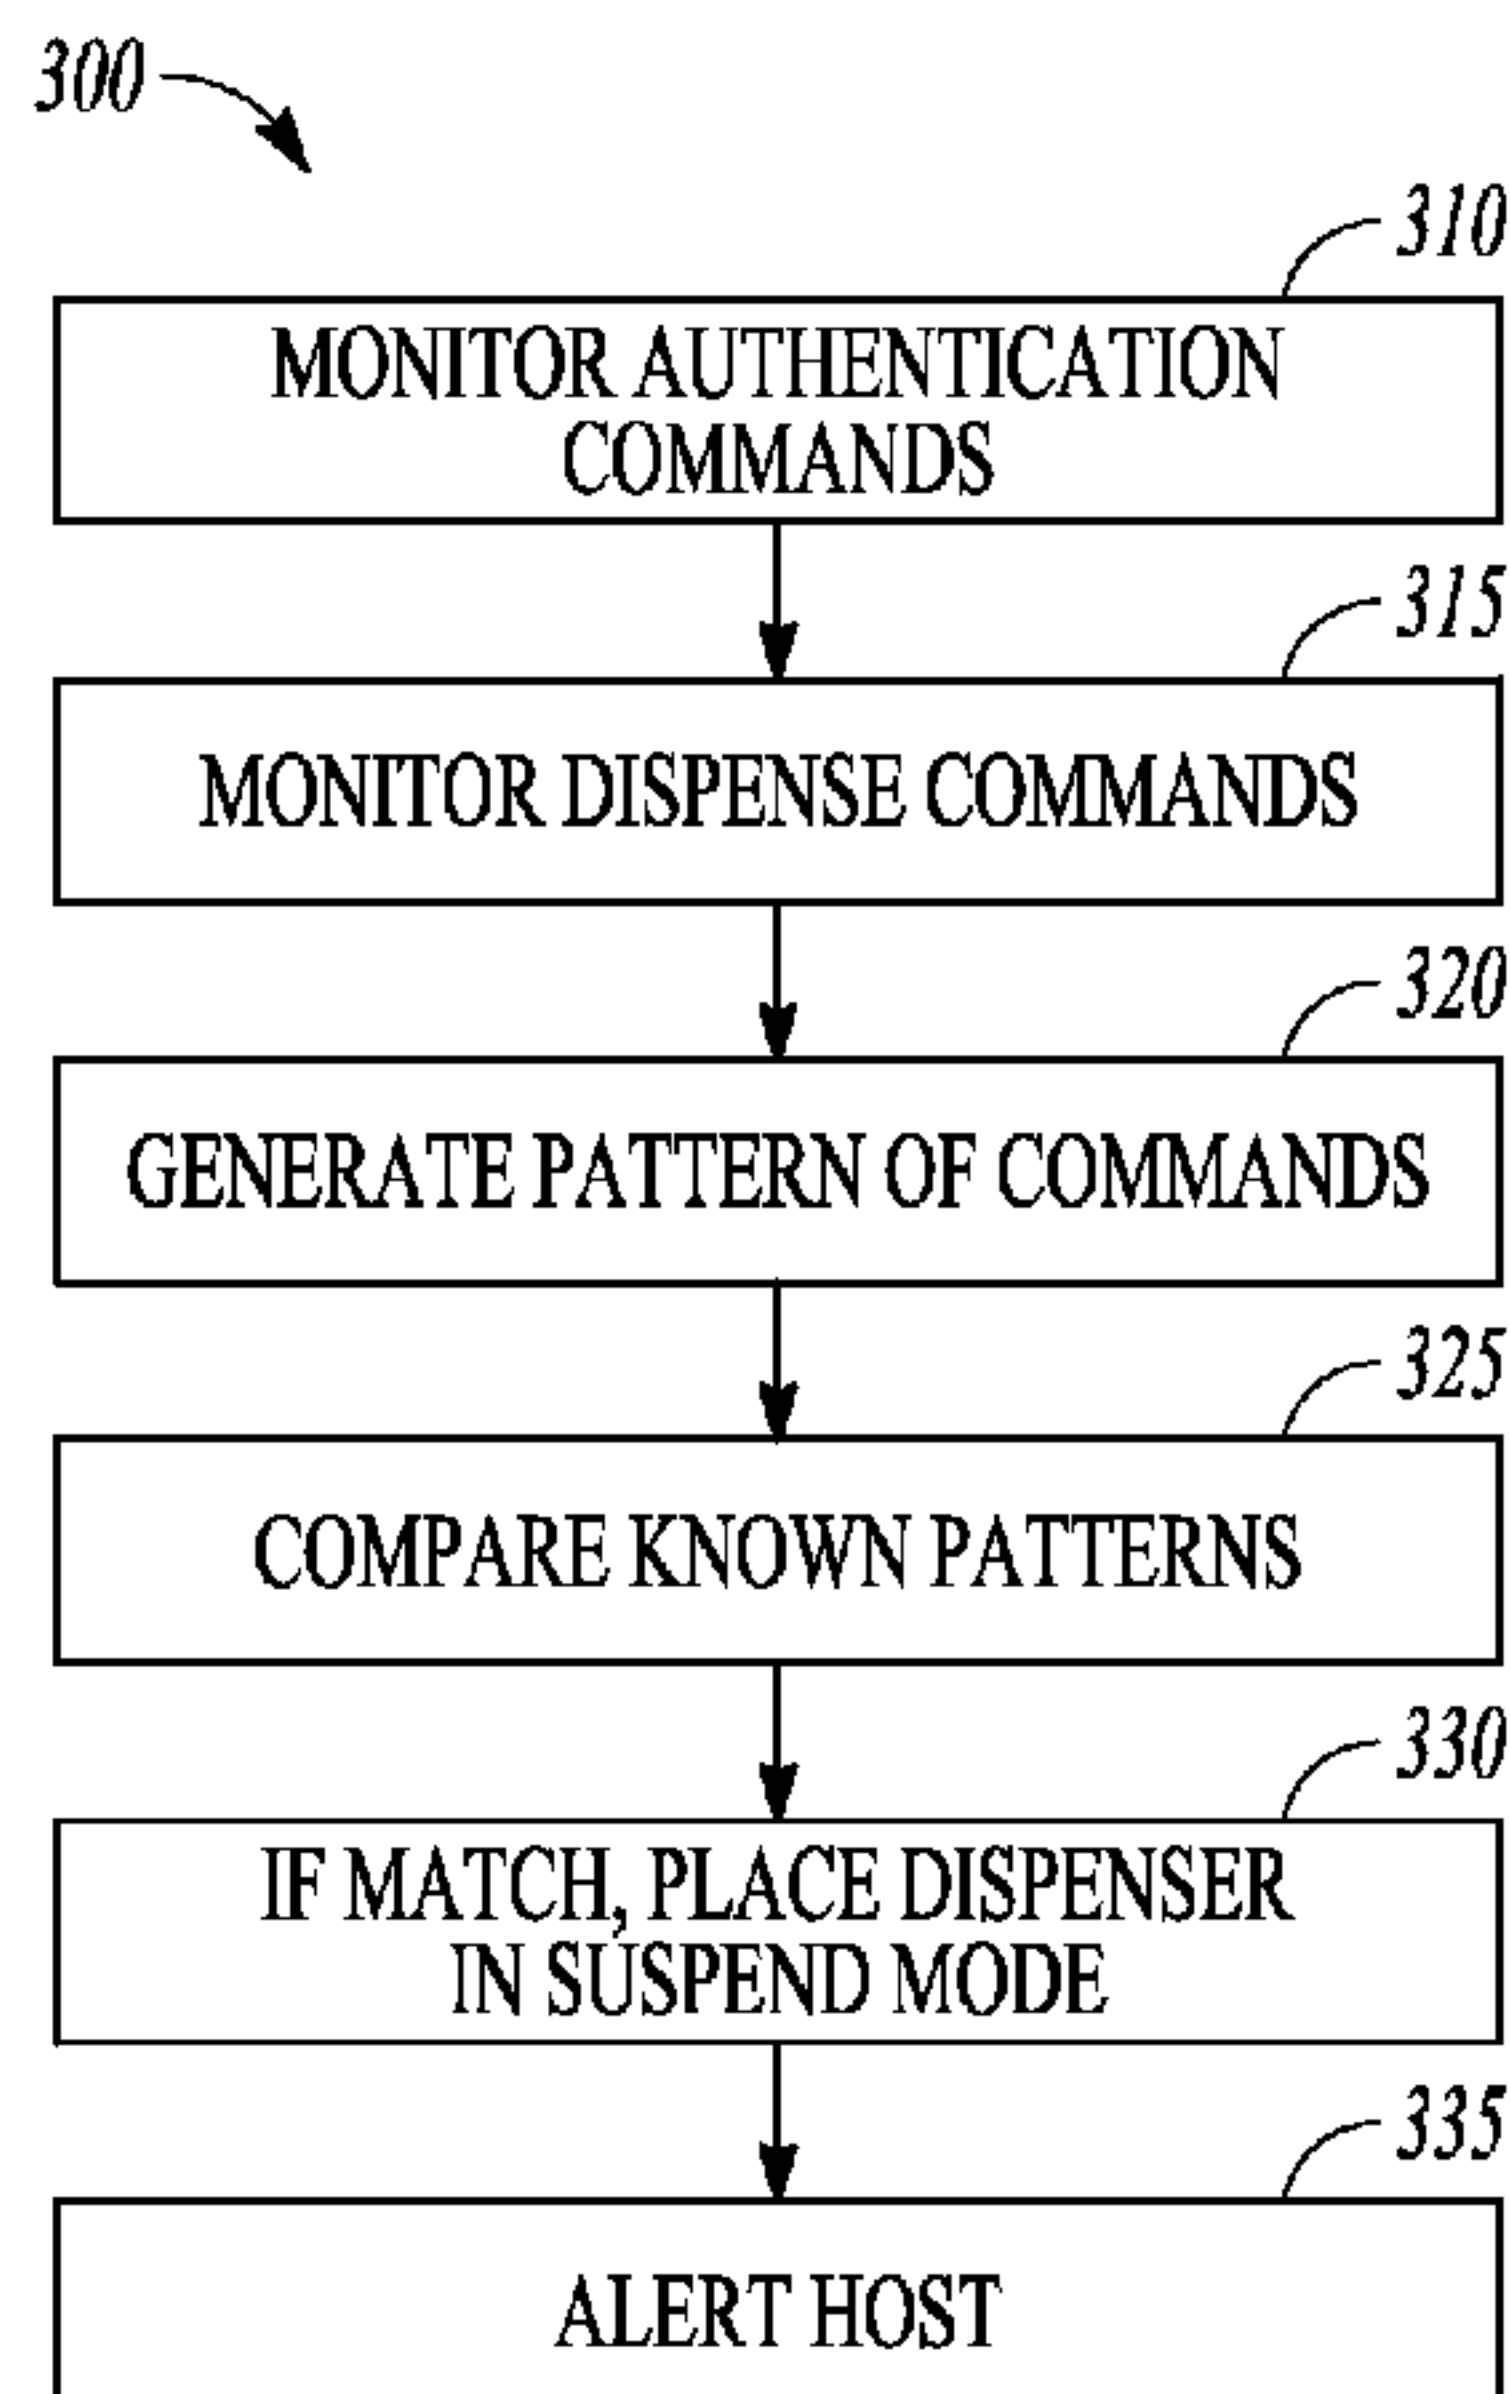 300
310
MONITOR AUTHENTICATION
COMMANDS
315
MONITOR DISPENSE COMMANDS
320
GENERATE PATTERN OF COMMANDS
325
COMPARE KNOWN PATTERNS
330
IF MATCH, PLACE DISPENSER
IN SUSPEND MODE
335
ALERT HOST